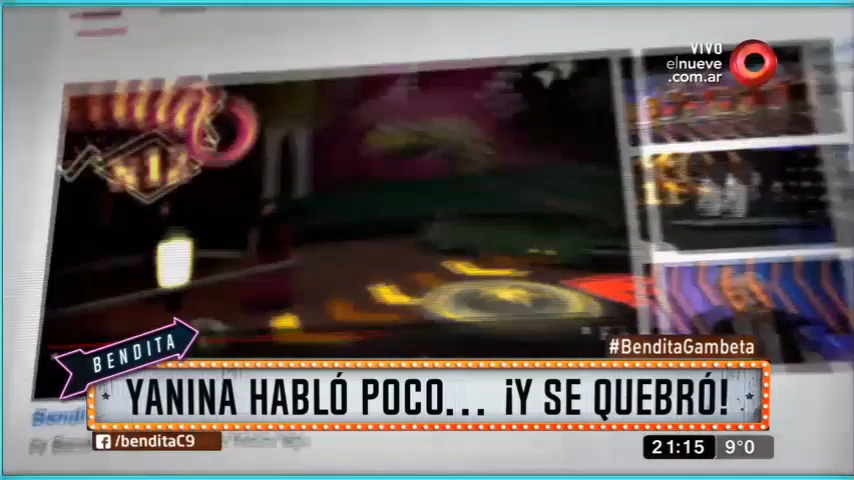 VIVO
elnueve
.com.ar
#BenditaGambeta
BENDITA
YANINA HABLÓ POCO... ¡Y SE QUEBRÓ!
/benditaC9
21:15 9°0